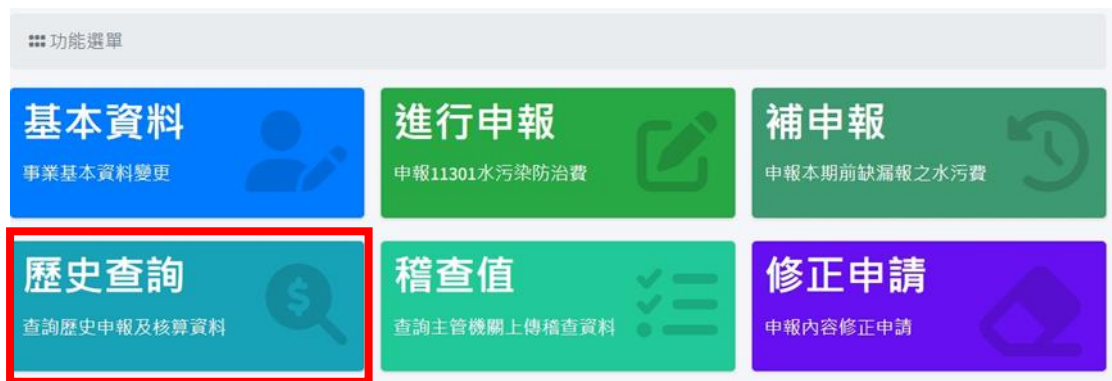 功能選單
基本資料
事業基本資料變更
進行申報
申報11301水污染防治費
補申報
申報本期前缺漏報之水污費
歷史查詢
查詢歷史申報及核算資料
稽查值
查詢主管機關上傳稽查資料
修正申請
申報內容修正申請